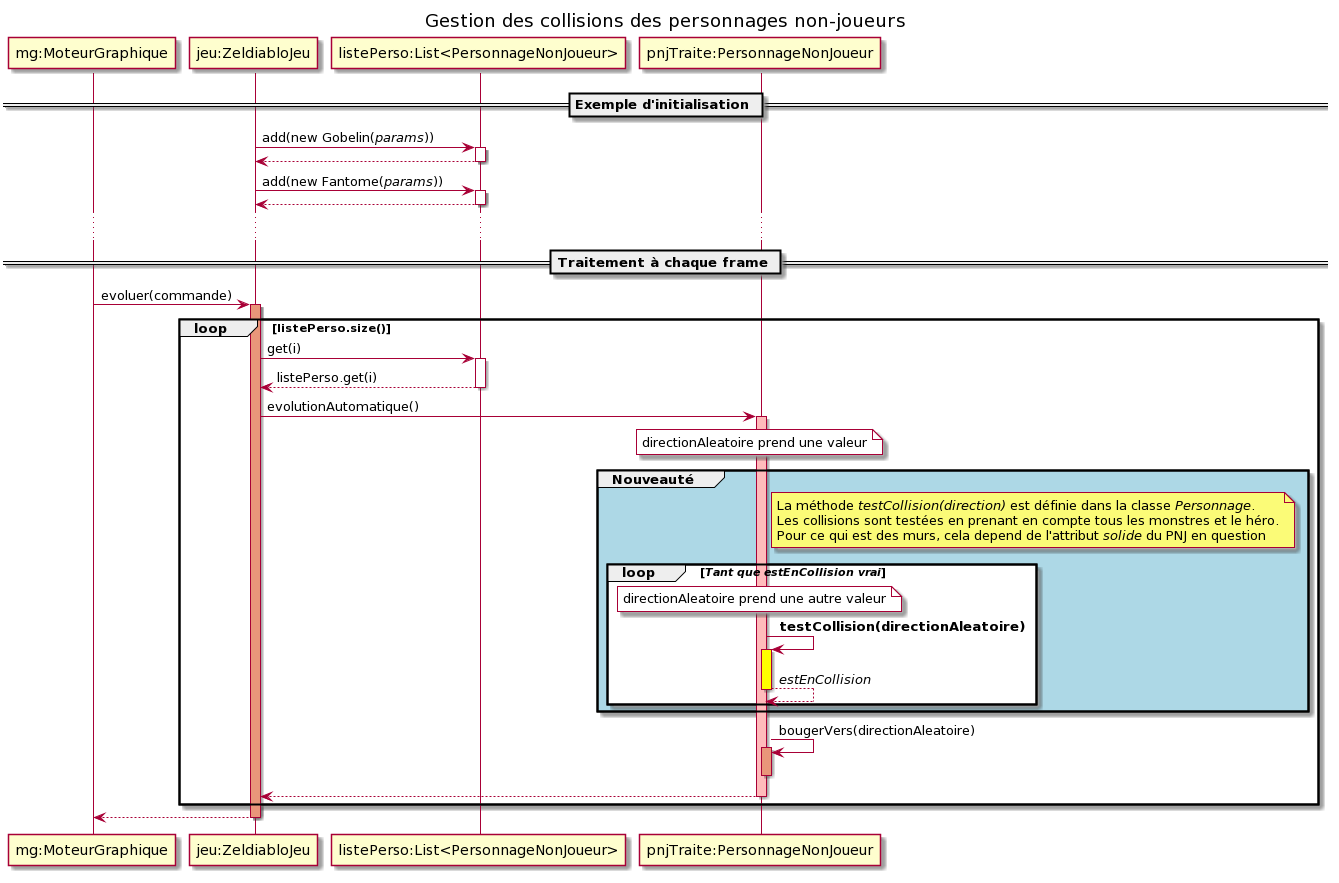 Gestion des collisions des personnages non-joueurs
mg:MoteurGraphique
jeu:ZeldiabloJeu
listePerso:List<PersonnageNonJoueur>
pnjTraite:PersonnageNonJoueur
Exemple d'initialisation
add(new Gobelin(params))
add(new Fantome(params))
Traitement à chaque frame
evoluer(commande)
loop
[listePerso.size()]
get(i)
listePerso.get(i)
evolutionAutomatique()
directionAleatoire prend une valeur
Nouveauté
La méthode testCollision(direction) est définie dans la classe Personnage.
Les collisions sont testées en prenant en compte tous les monstres et le héro.
Pour ce qui est des murs, cela depend de l'attribut solide du PNJ en question
loop
[Tant que estEnCollision vrai]
directionAleatoire prend une autre valeur
testCollision(directionAleatoire)
estEnCollision
bougerVers(directionAleatoire)
mg:MoteurGraphique
jeu:ZeldiabloJeu
listePerso:List<PersonnageNonJoueur>
pnjTraite:PersonnageNonJoueur